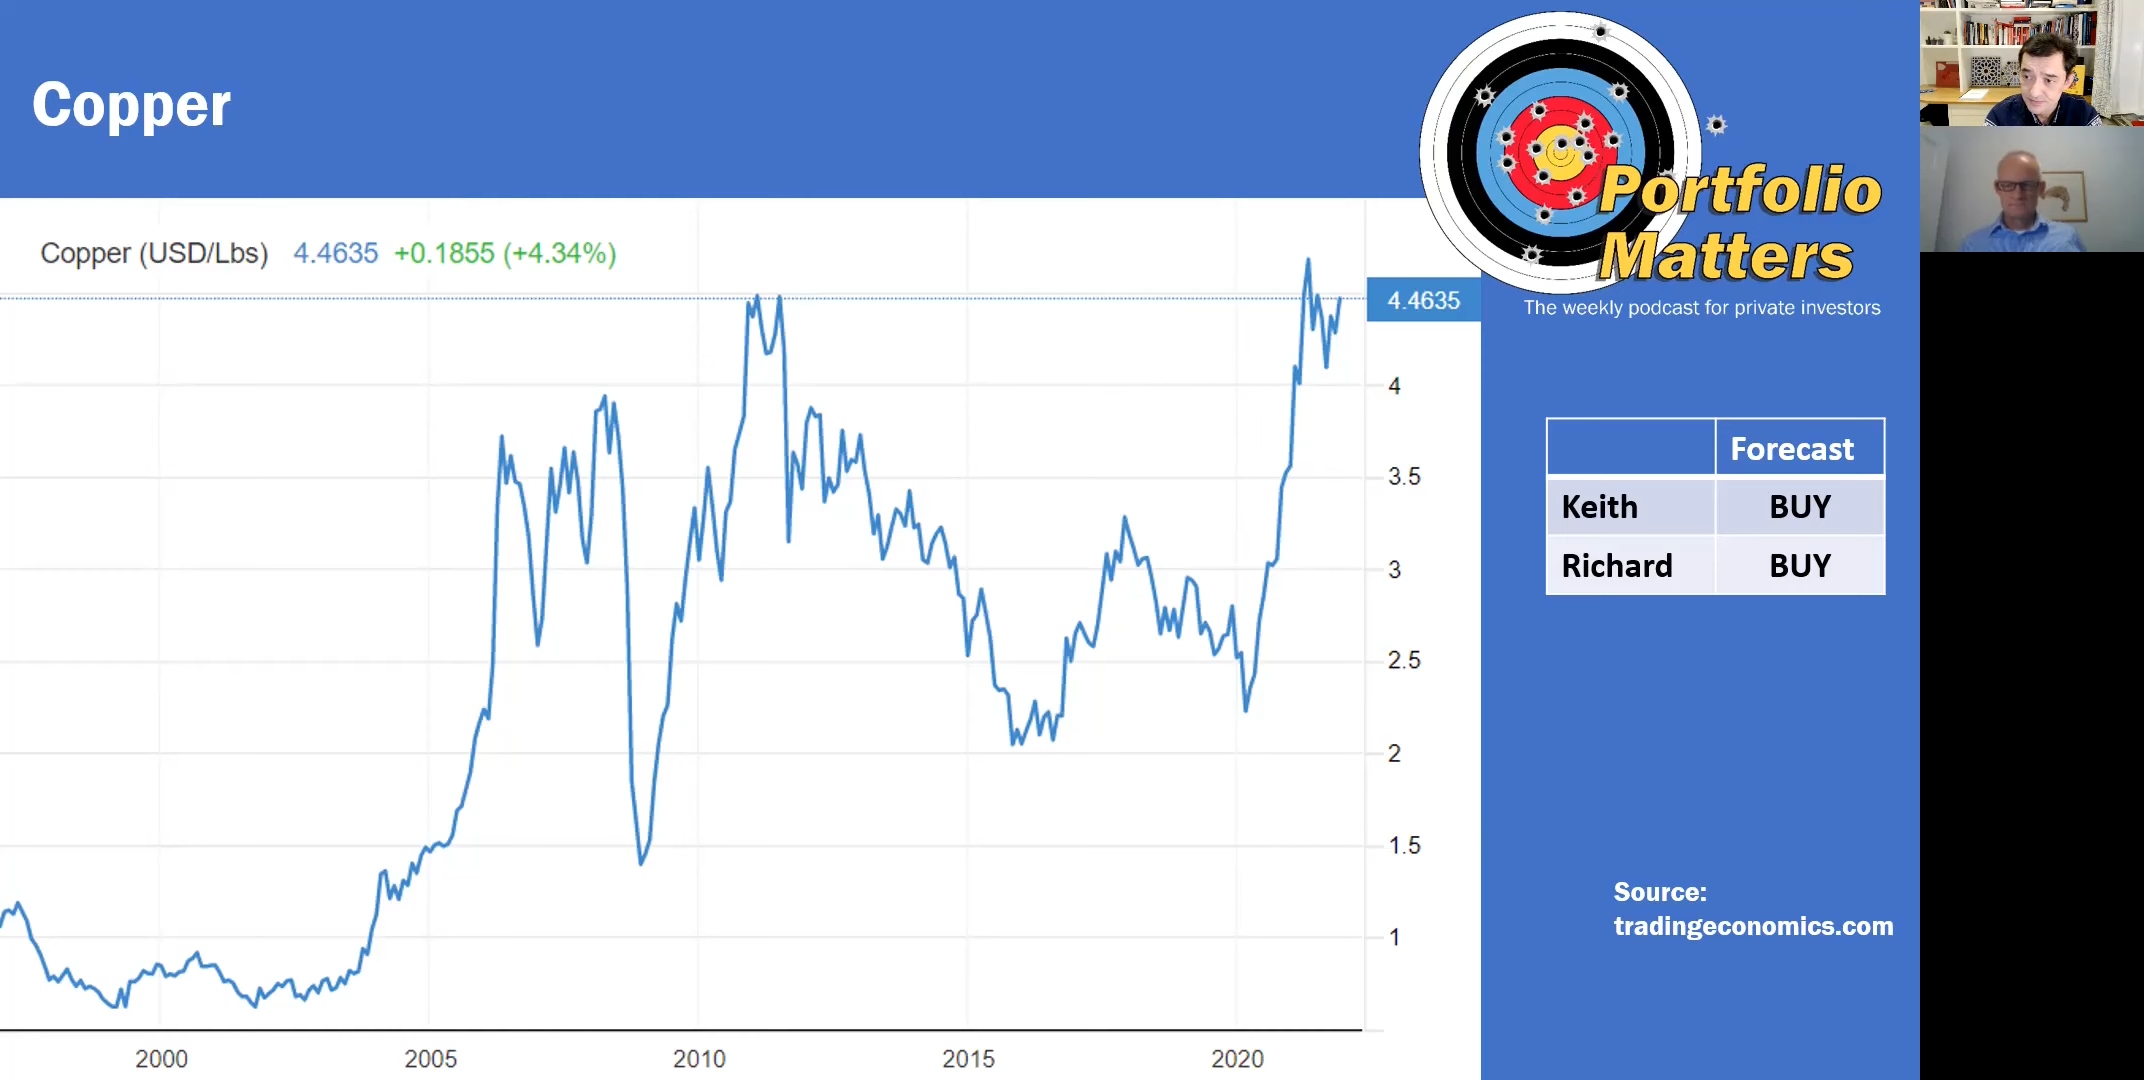 Copper
Portfolio
Matters
The weekly podcast for private investors
Copper (USD/Lbs) 4.4635 +0.1855 (+4.34%)
4.4635
4
3.5
3
2.5
2
1.5
1
2000 2005 2010 2015 2020
Forecast
Keith BUY
Richard BUY
Source:
tradingeconomics.com